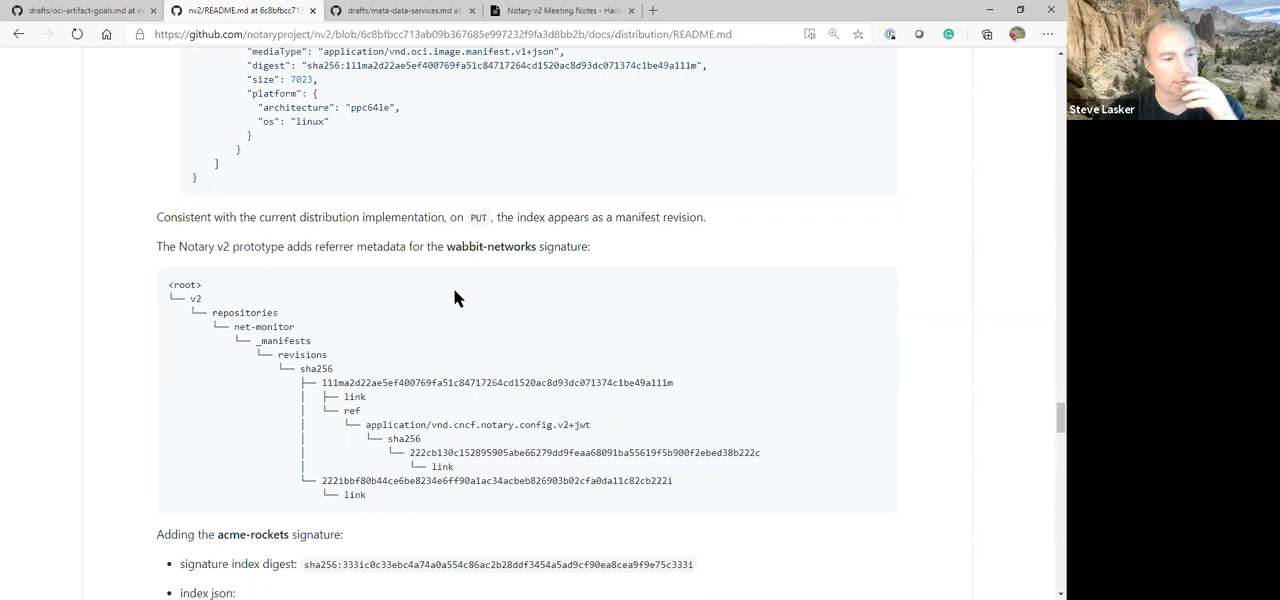 drafts/oci-artifact-goals.md at m
nv2/README.md at 6c8bfbcc713
drafts/meta-data-services.md at
Notary v2 Meeting Notes - Hac
https://github.com/notaryproject/nv2/blob/6c8bfbcc713ab09b367685e997232f9fa3d8bb2b/docs/distribution/README.md
"mediaType": "application/vnd.oci.image.manifest.v1+json",
"digest": "sha256:111ma2d22ae5ef400769fa51c84717264cd1520ac8d93dc071374c1be49a111m",
"size": 7023,
"platform": {
"architecture": "ppc64le",
"os": "linux"
}
}
]
}
Consistent with the current distribution implementation, on PUT, the index appears as a manifest revision.
The Notary v2 prototype adds referrer metadata for the wabbit-networks signature:
<root>
└── v2
└── repositories
└── net-monitor
└── _manifests
└── revisions
└── sha256
├── 111ma2d22ae5ef400769fa51c84717264cd1520ac8d93dc071374c1be49a111m
│ ├── link
│ └── ref
│ └── application/vnd.cncf.notary.config.v2+jwt
│ └── sha256
│ └── 222cb130c152895905abe66279dd9feaa68091ba55619f5b900f2ebed38b222c
│ └── link
└── 222ibbf80b44ce6be8234e6ff90a1ac34acbeb826903b02cfa0da11c82cb222i
└── link
Adding the acme-rockets signature:
• signature index digest: sha256:333ic0c33ebc4a74a0a554c86ac2b28ddf3454a5ad9cf90ea8cea9f9e75c333i
• index json:
Steve Lasker